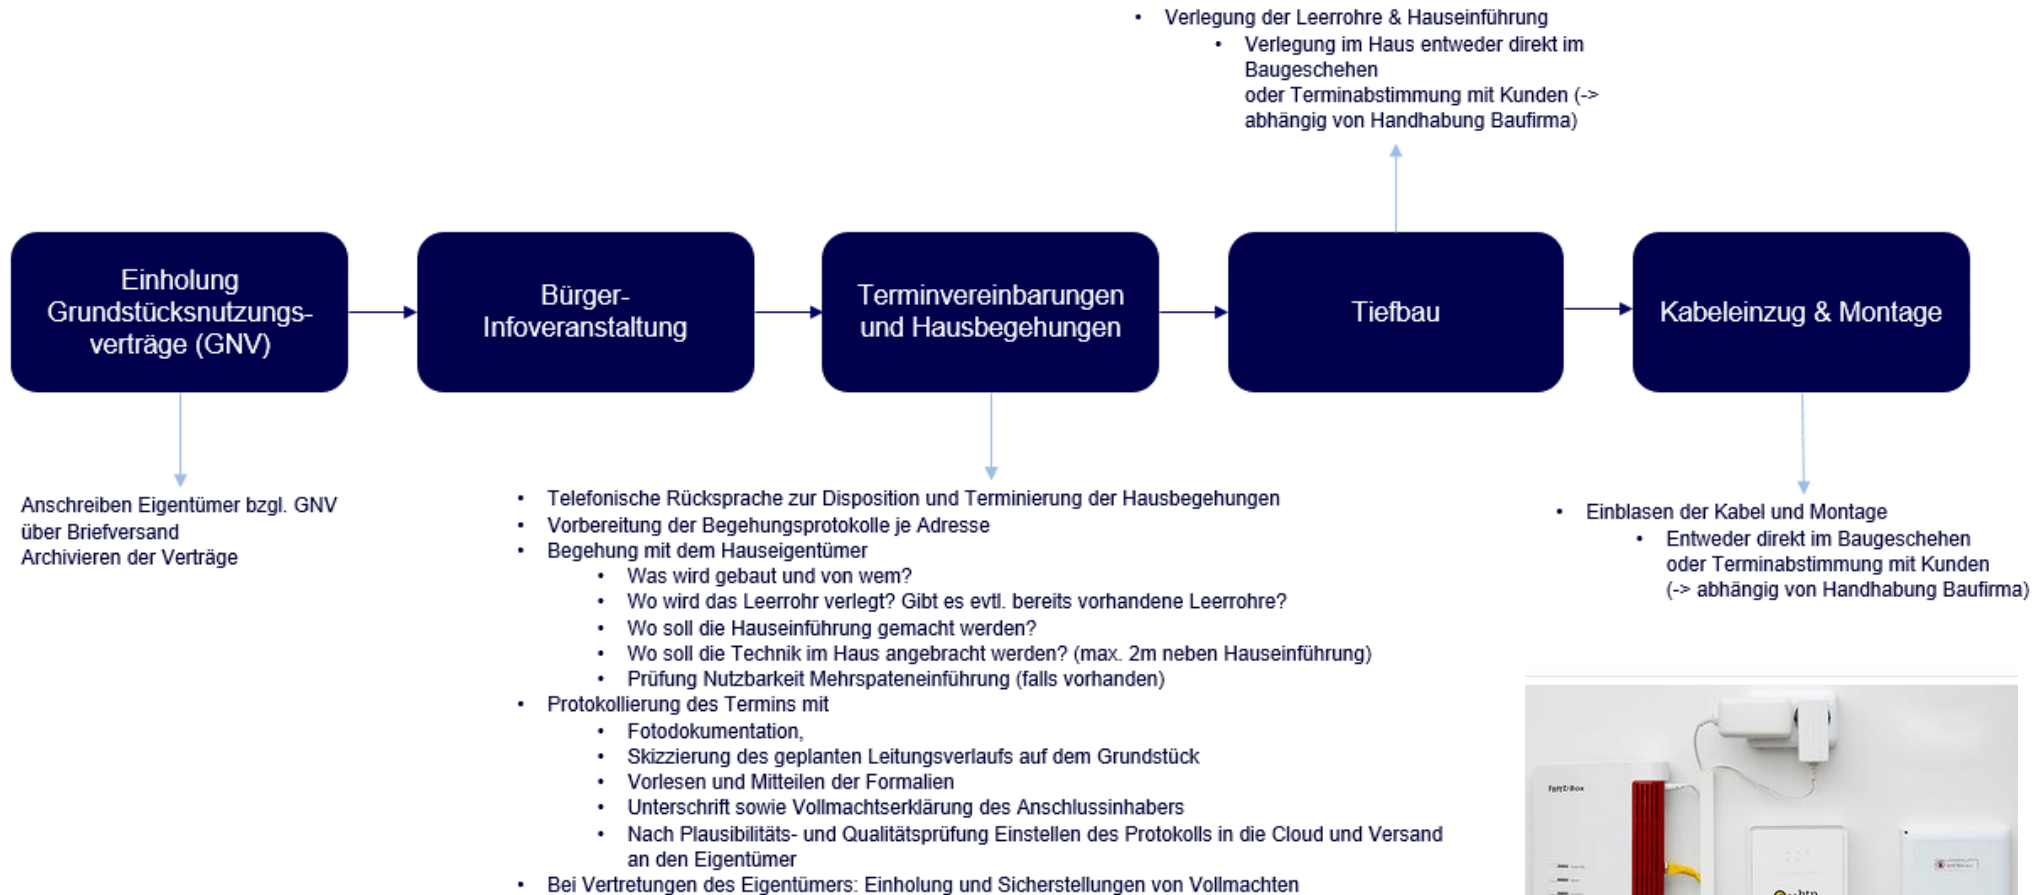 • Verlegung der Leerrohre & Hauseinführung
• Verlegung im Haus entweder direkt im
Baugeschehen
oder Terminabstimmung mit Kunden (->
abhängig von Handhabung Baufirma)
Einholung
Grundstücksnutzungs-
verträge (GNV)
Bürger-
Infoveranstaltung
Terminvereinbarungen
und Hausbegehungen
Tiefbau
Kabeleinzug & Montage
Anschreiben Eigentümer bzgl. GNV
über Briefversand
Archivieren der Verträge
• Telefonische Rücksprache zur Disposition und Terminierung der Hausbegehungen
• Vorbereitung der Begehungsprotokolle je Adresse
• Begehung mit dem Hauseigentümer
• Was wird gebaut und von wem?
• Wo wird das Leerrohr verlegt? Gibt es evtl. bereits vorhandene Leerrohre?
• Wo soll die Hauseinführung gemacht werden?
• Wo soll die Technik im Haus angebracht werden? (max. 2m neben Hauseinführung)
• Prüfung Nutzbarkeit Mehrspateneinführung (falls vorhanden)
• Protokollierung des Termins mit
• Fotodokumentation,
• Skizzierung des geplanten Leitungsverlaufs auf dem Grundstück
• Vorlesen und Mitteilen der Formalien
• Unterschrift sowie Vollmachtserklärung des Anschlussinhabers
• Nach Plausibilitäts- und Qualitätsprüfung Einstellen des Protokolls in die Cloud und Versand
an den Eigentümer
• Bei Vertretungen des Eigentümers: Einholung und Sicherstellungen von Vollmachten
• Einblasen der Kabel und Montage
• Entweder direkt im Baugeschehen
oder Terminabstimmung mit Kunden
(-> abhängig von Handhabung Baufirma)
FRITZ!Box
htp